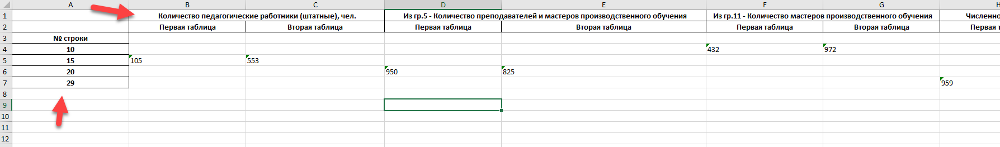 A B C D E F G H
1 Количество педагогические работники (штатные), чел. Из гр.5 - Количество преподавателей и мастеров производственного обучения Из гр.11 - Количество мастеров производственного обучения Численно
2 Первая таблица Вторая таблица Первая таблица Вторая таблица Первая таблица Вторая таблица Первая т
3 № строки
4 10 432 972
5 15 105 553
6 20 950 825
7 29 959
8
9
10
11
12